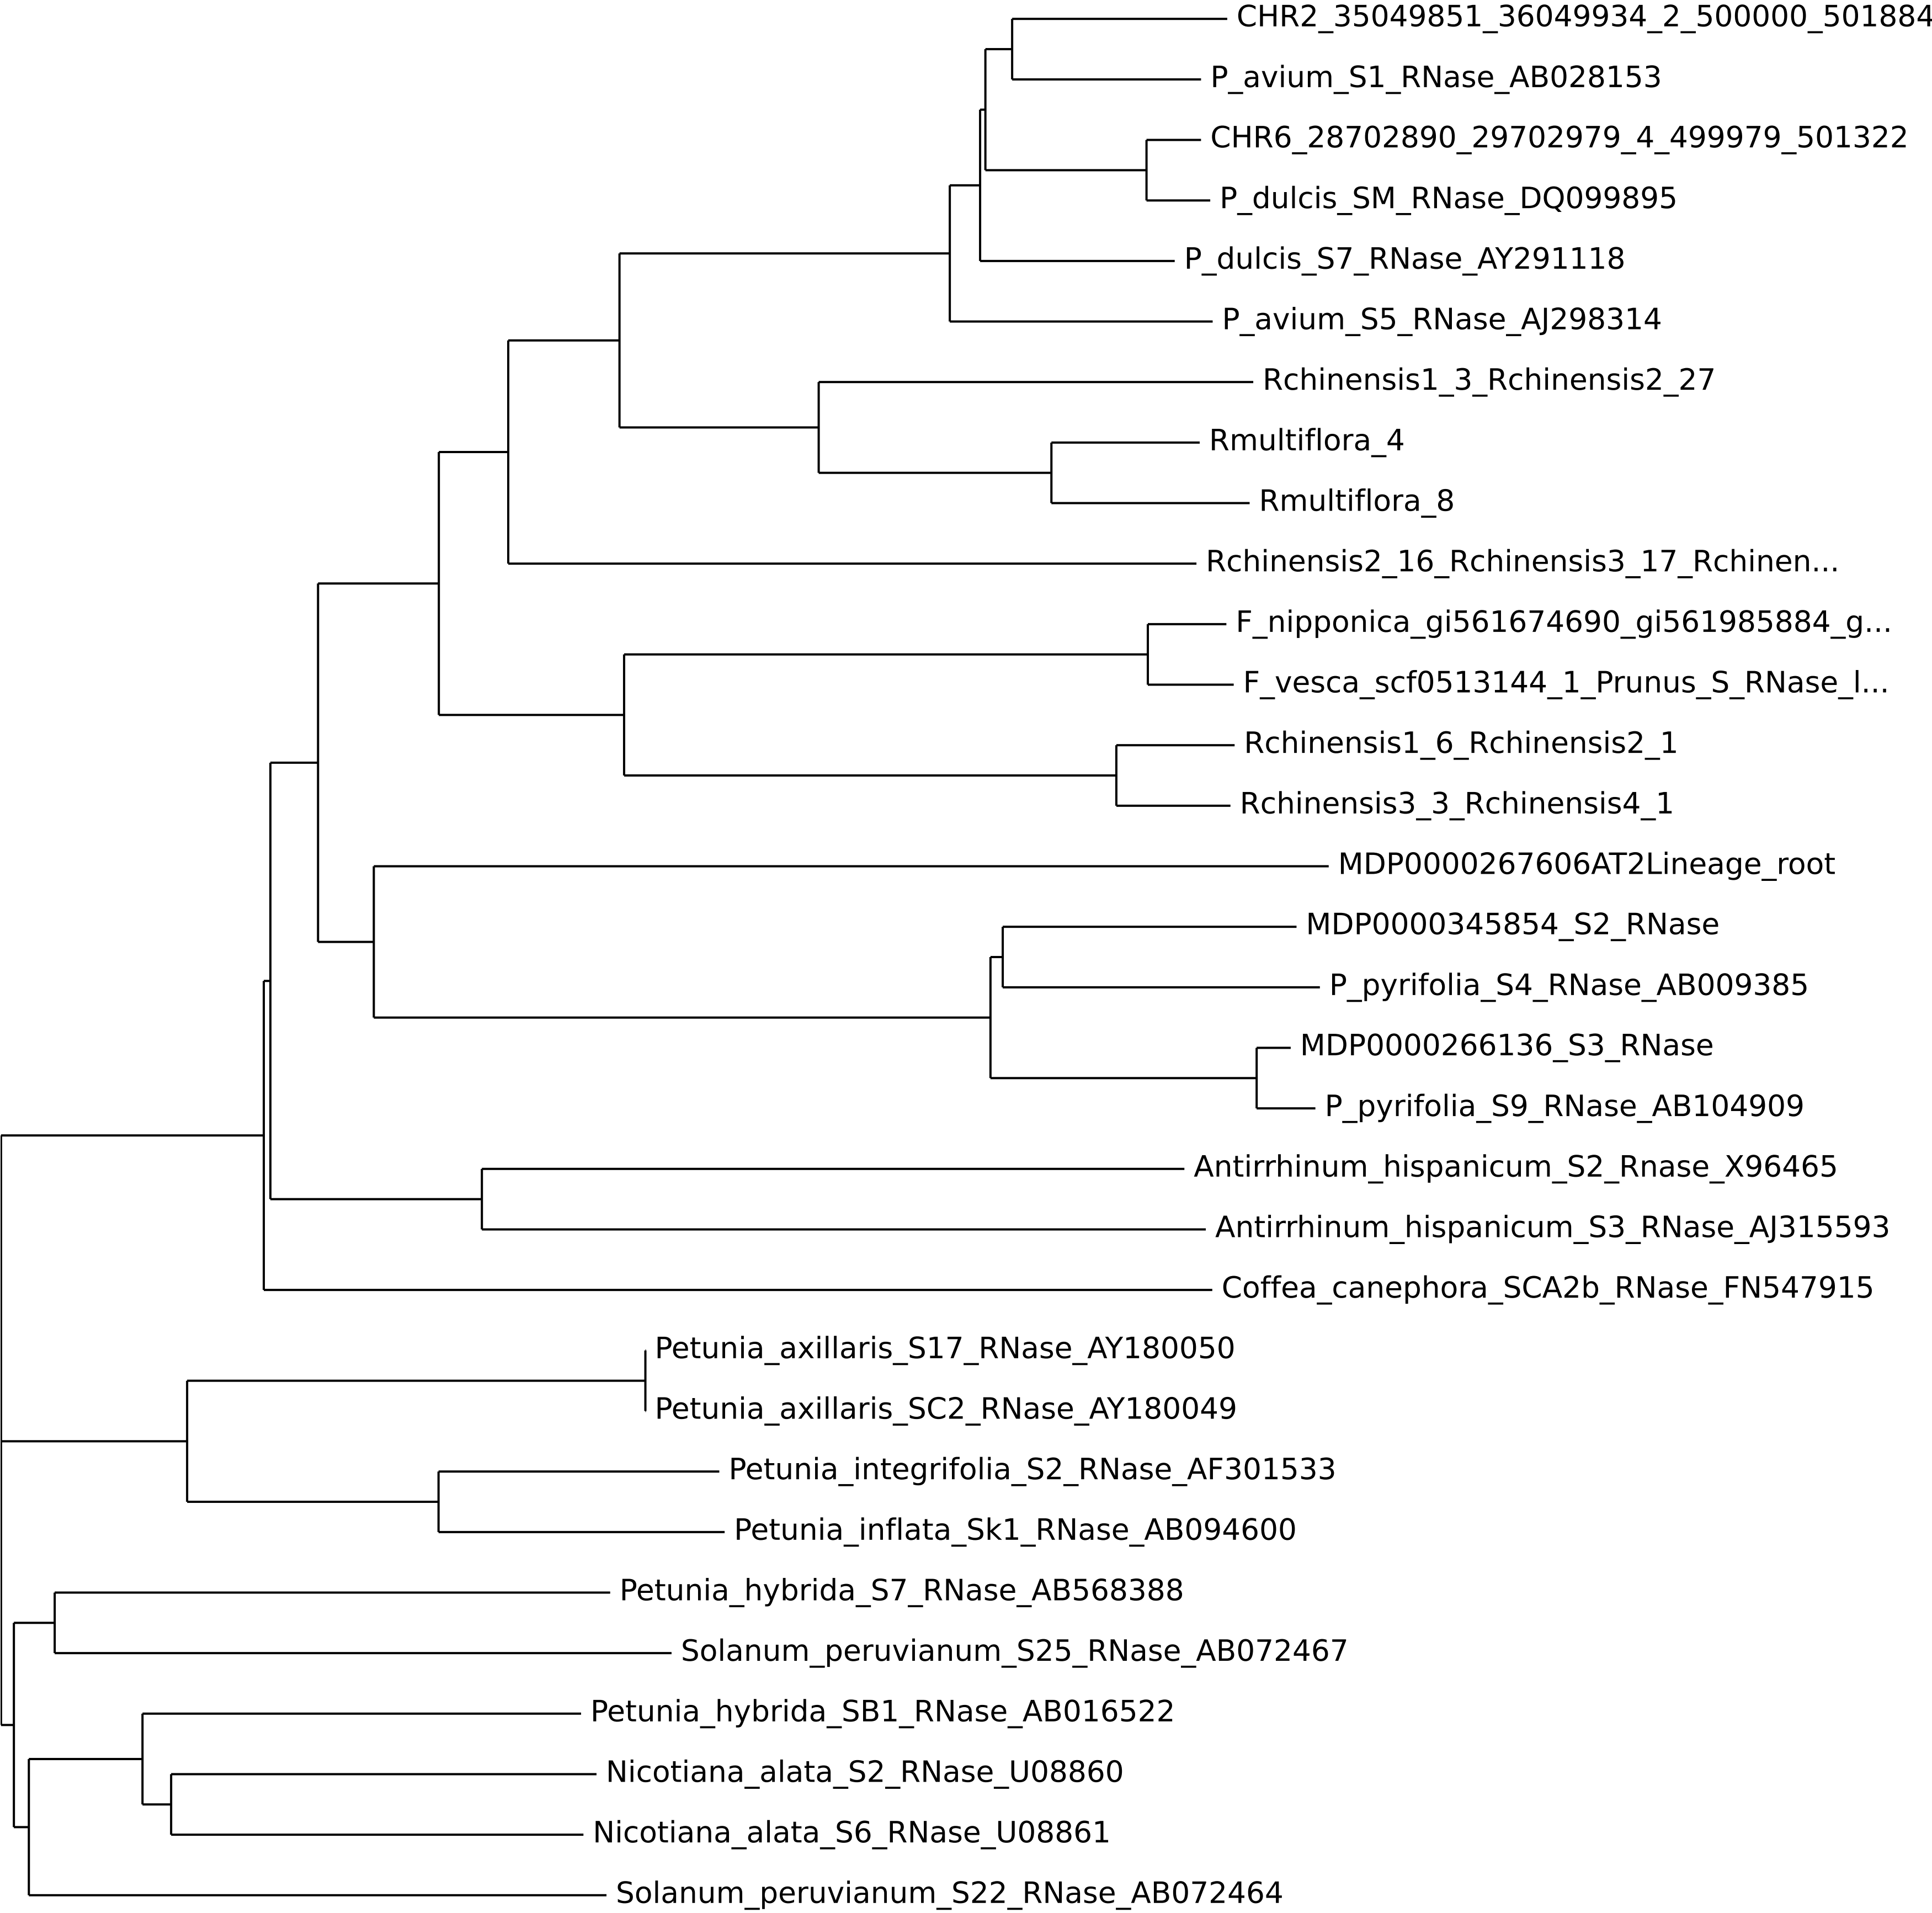 CHR2_35049851_36049934_2_500000_501884
P_avium_S1_RNase_AB028153
CHR6_28702890_29702979_4_499979_501322
P_dulcis_SM_RNase_DQ099895
P_dulcis_S7_RNase_AY291118
P_avium_S5_RNase_AJ298314
Rchinensis1_3_Rchinensis2_27
Rmultiflora_4
Rmultiflora_8
Rchinensis2_16_Rchinensis3_17_Rchinen...
F_nipponica_gi561674690_gi561985884_g...
F_vesca_scf0513144_1_Prunus_S_RNase_l...
Rchinensis1_6_Rchinensis2_1
Rchinensis3_3_Rchinensis4_1
MDP0000267606AT2Lineage_root
MDP0000345854_S2_RNase
P_pyrifolia_S4_RNase_AB009385
MDP0000266136_S3_RNase
P_pyrifolia_S9_RNase_AB104909
Antirrhinum_hispanicum_S2_Rnase_X96465
Antirrhinum_hispanicum_S3_RNase_AJ315593
Coffea_canephora_SCA2b_RNase_FN547915
Petunia_axillaris_S17_RNase_AY180050
Petunia_axillaris_SC2_RNase_AY180049
Petunia_integrifolia_S2_RNase_AF301533
Petunia_inflata_Sk1_RNase_AB094600
Petunia_hybrida_S7_RNase_AB568388
Solanum_peruvianum_S25_RNase_AB072467
Petunia_hybrida_SB1_RNase_AB016522
Nicotiana_alata_S2_RNase_U08860
Nicotiana_alata_S6_RNase_U08861
Solanum_peruvianum_S22_RNase_AB072464